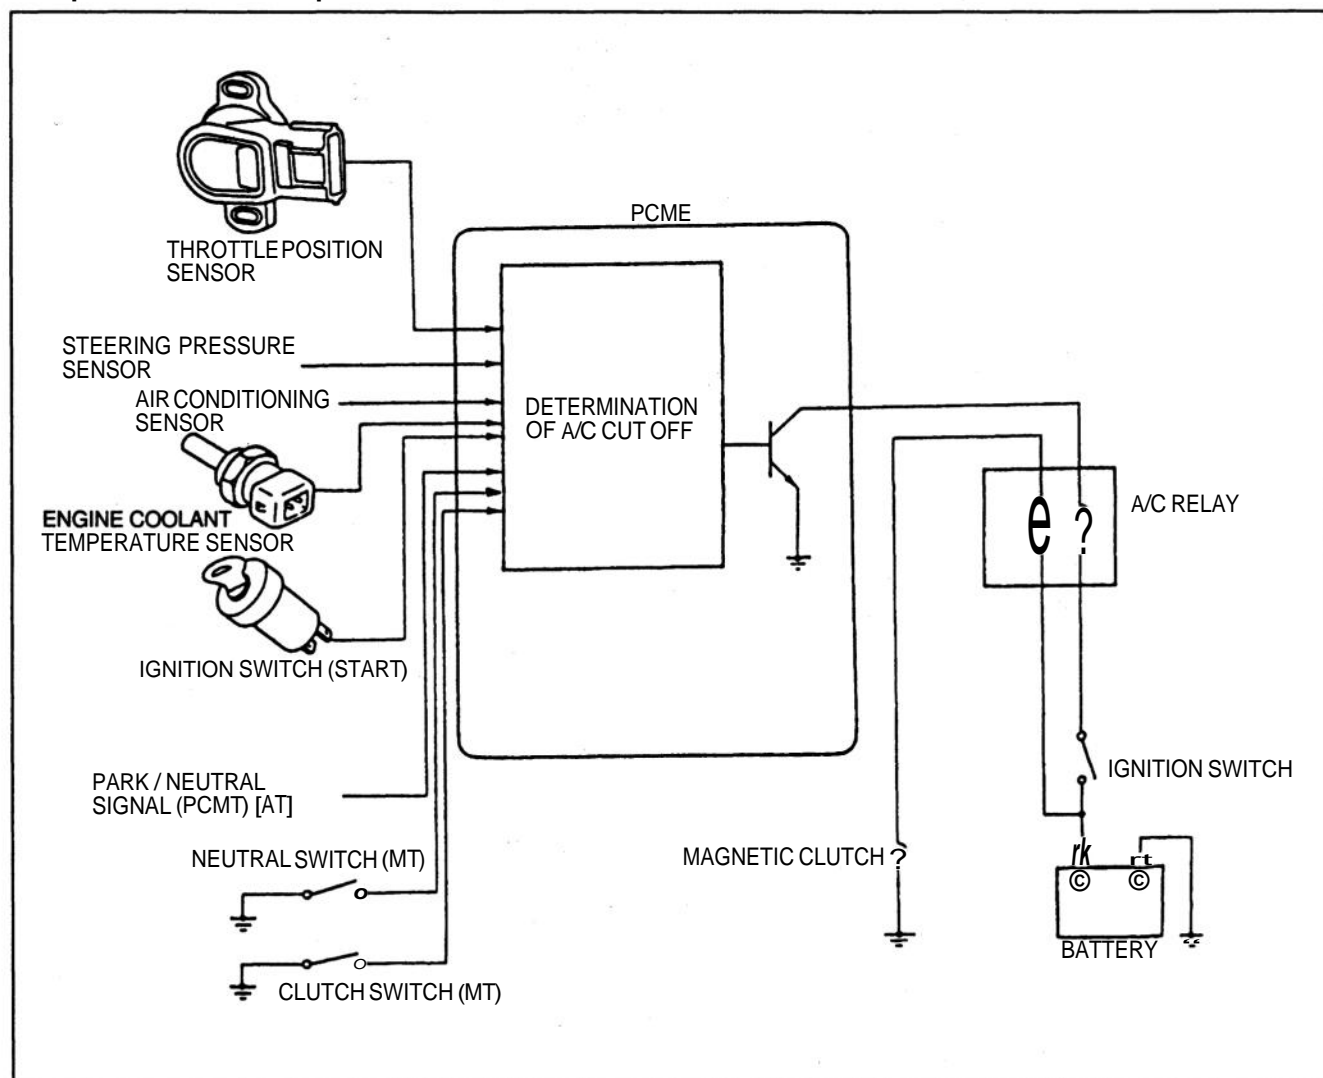 PCME
THROTTLE POSITION
SENSOR
STEERING PRESSURE
SENSOR
AIR CONDITIONING
SENSOR
DETERMINATION
OF A/C CUT OFF
A/C RELAY
e ?
ENGINE COOLANT
TEMPERATURE SENSOR
IGNITION SWITCH (START)
IGNITION SWITCH
PARK / NEUTRAL
SIGNAL (PCMT) [AT]
NEUTRAL SWITCH (MT)
MAGNETIC CLUTCH ?
rk rt
© ©
BATTERY
CLUTCH SWITCH (MT)